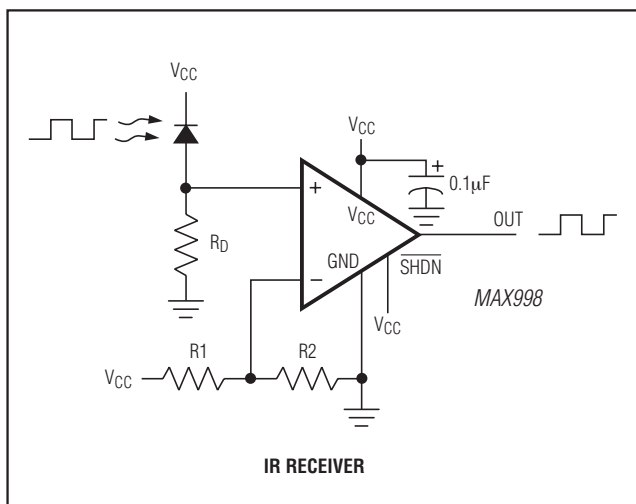 VCC
VCC
+
0.1µF
+
VCC
OUT
RD
GND
SHDN
−
MAX998
VCC
R1
R2
VCC
IR RECEIVER